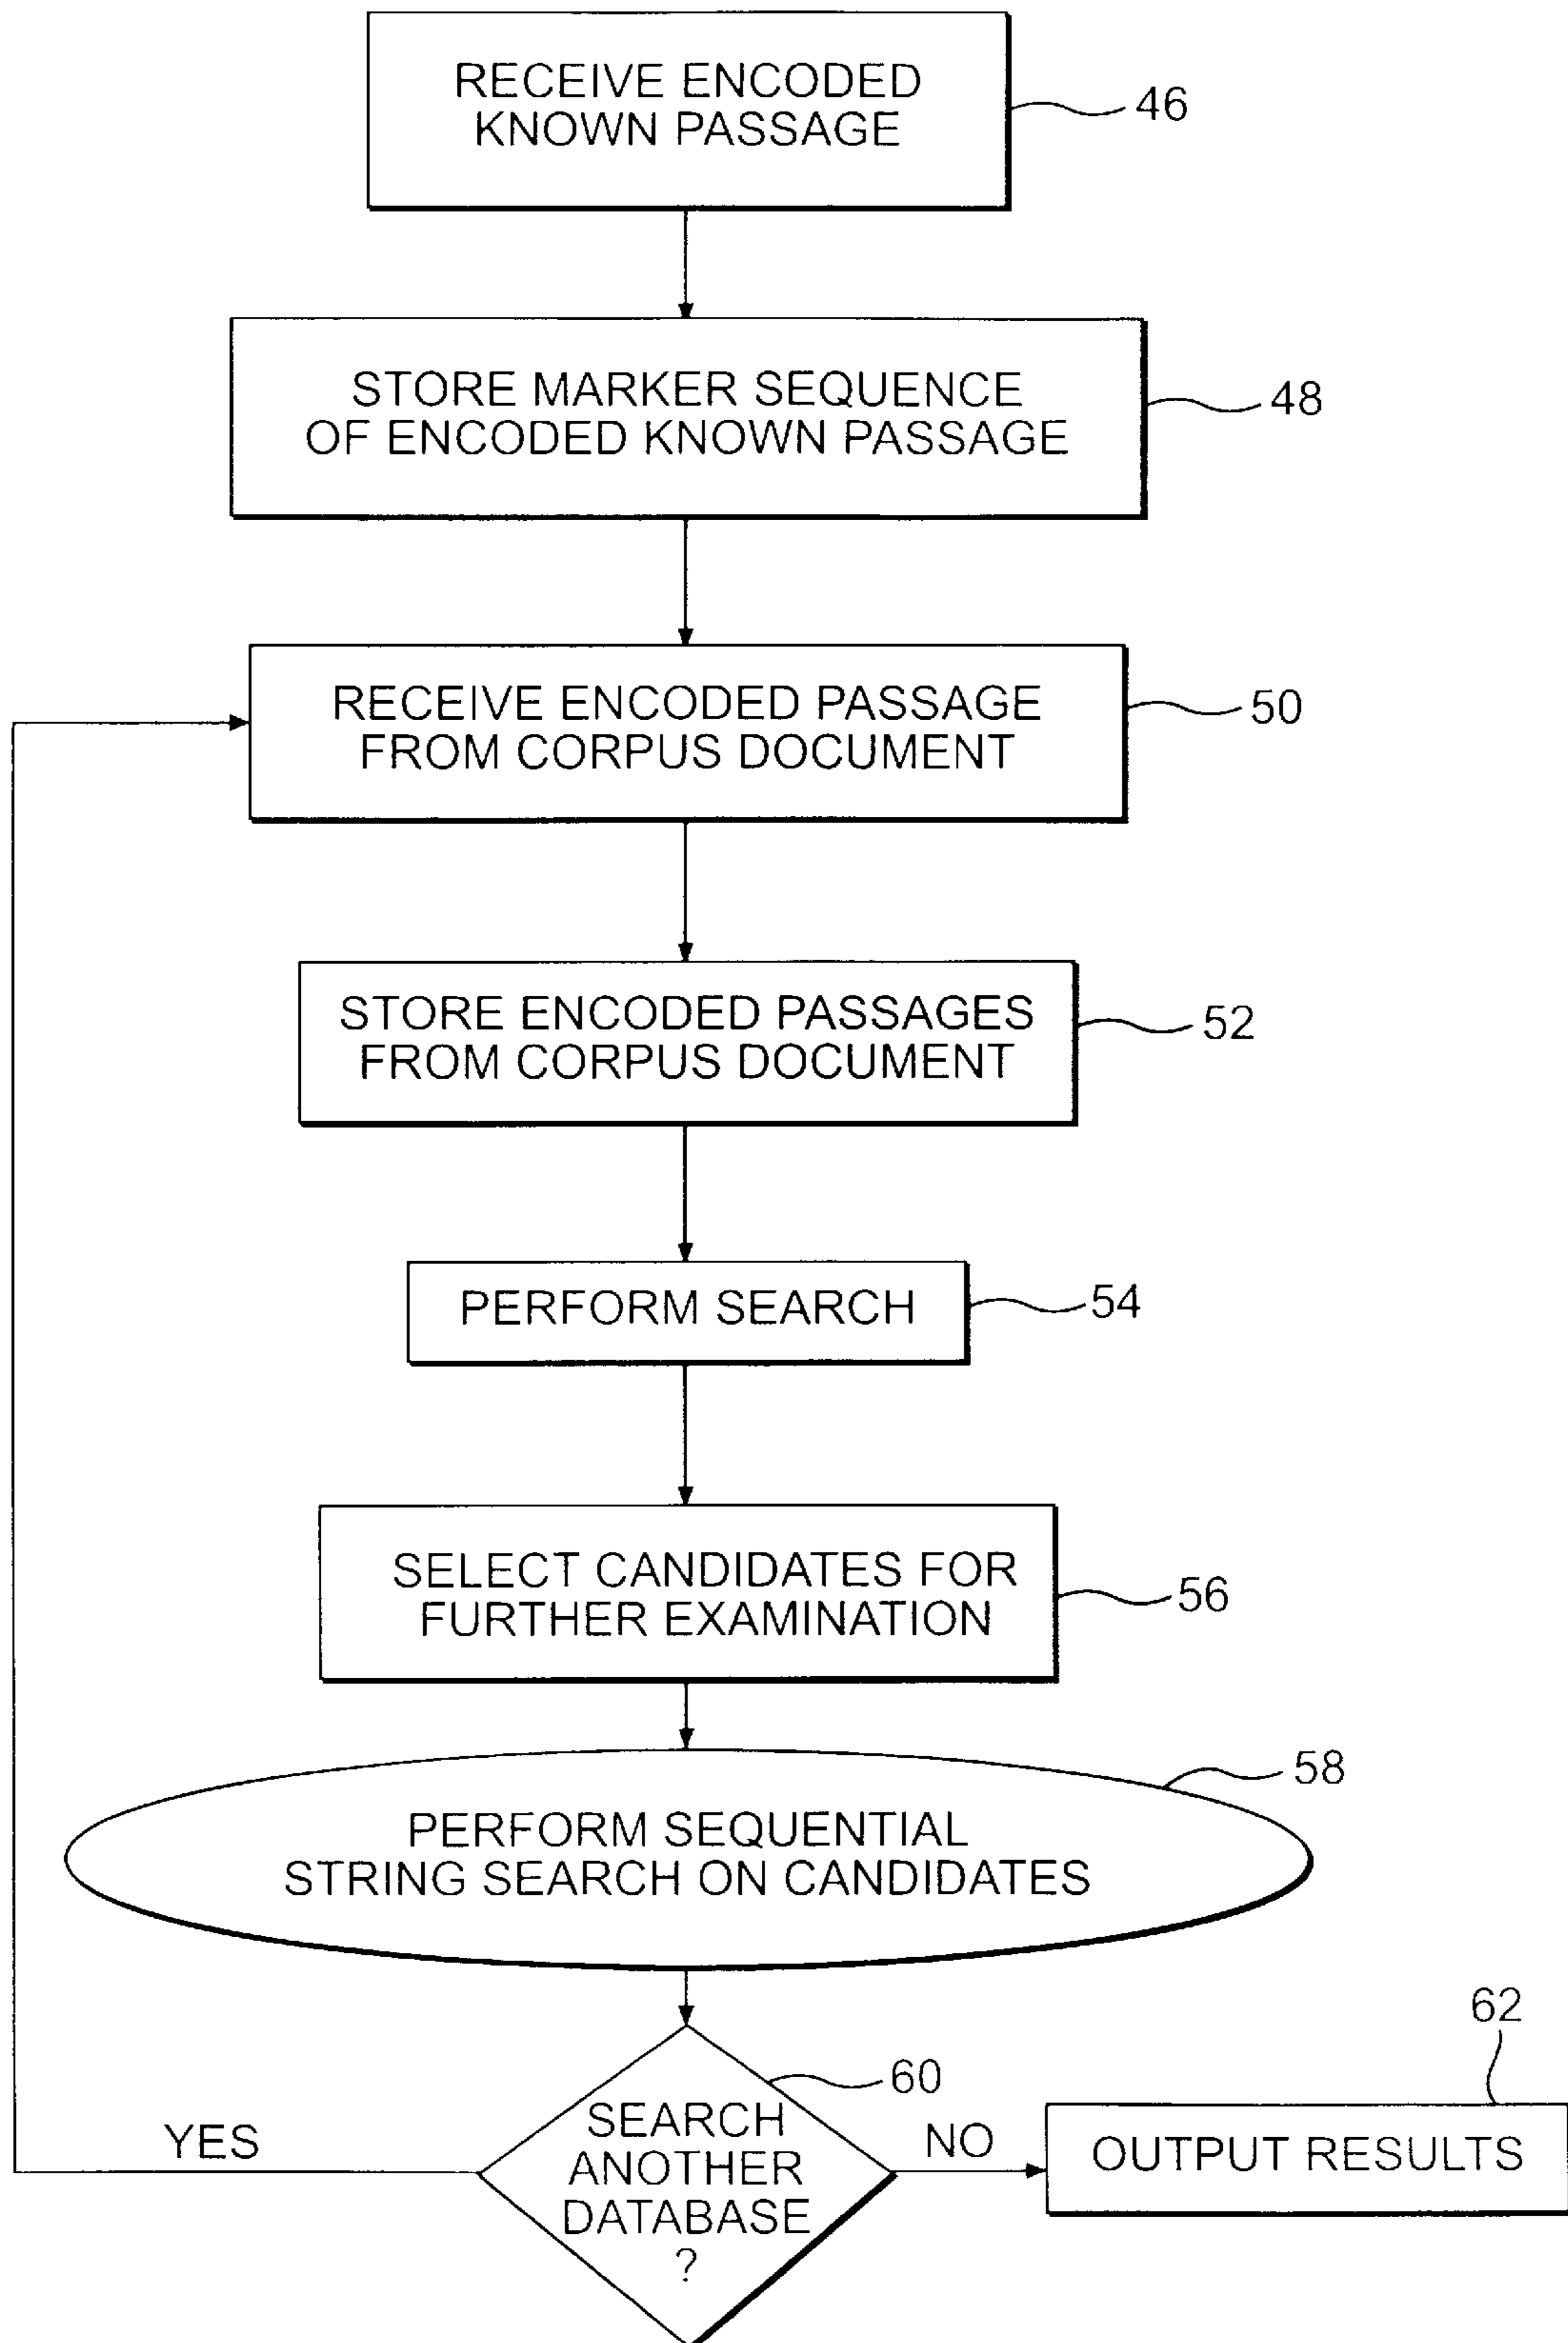 RECEIVE ENCODED
KNOWN PASSAGE
46
STORE MARKER SEQUENCE
OF ENCODED KNOWN PASSAGE
48
RECEIVE ENCODED PASSAGE
FROM CORPUS DOCUMENT
50
STORE ENCODED PASSAGES
FROM CORPUS DOCUMENT
52
PERFORM SEARCH
54
SELECT CANDIDATES FOR
FURTHER EXAMINATION
56
58
PERFORM SEQUENTIAL
STRING SEARCH ON CANDIDATES
60
SEARCH
ANOTHER
DATABASE
?
YES
NO
62
OUTPUT RESULTS